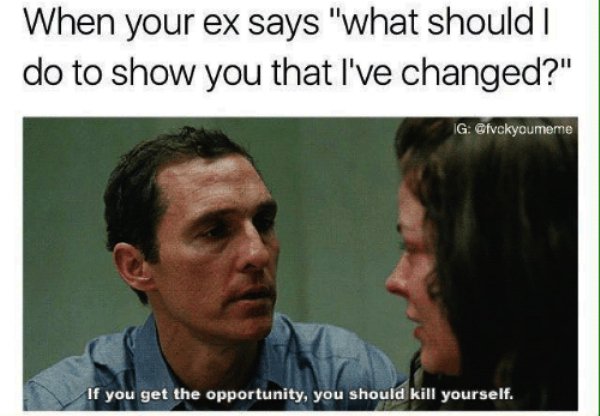 When your ex says "what should I
do to show you that I've changed?"
IG: @fvckyoumeme
If you get the opportunity, you should kill yourself.